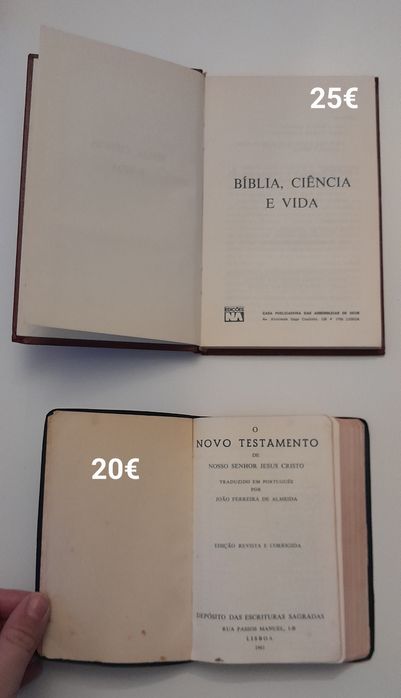 25€
BÍBLIA, CIÊNCIA
E VIDA
EDIÇÕES
NA
CASA PUBLICADORA DAS ASSEMBLEIAS DE DEUS
20€
O
NOVO TESTAMENTO
DE
NOSSO SENHOR JESUS CRISTO
TRADUZIDO EM PORTUGUÊS
POR
JOÃO FERREIRA DE ALMEIDA
EDIÇÃO REVISTA E CORRIGIDA
DEPÓSITO DAS ESCRITURAS SAGRADAS
RUA PASSOS MANUEL, 1-B
LISBOA